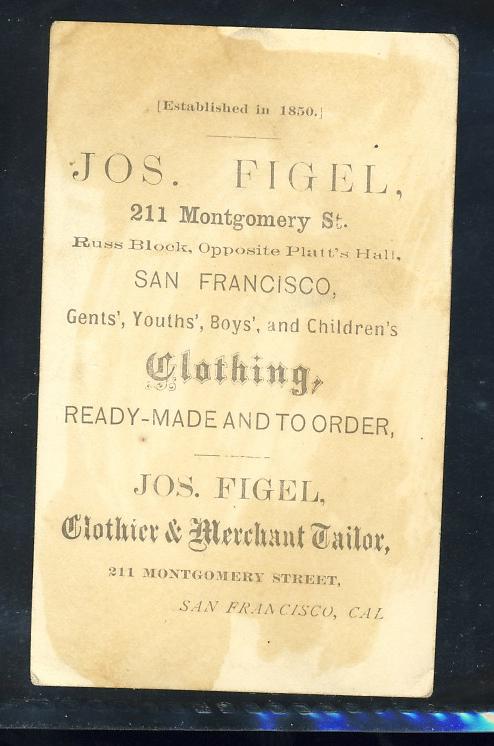 [Established in 1850.]
JOS. FIGEL,
211 Montgomery St.
Russ Block, Opposite Platt's Hall,
SAN FRANCISCO,
Gents', Youths', Boys', and Children's
Clothing,
READY-MADE AND TO ORDER,
JOS. FIGEL,
Clothier & Merchant Tailor,
211 MONTGOMERY STREET,
SAN FRANCISCO, CAL